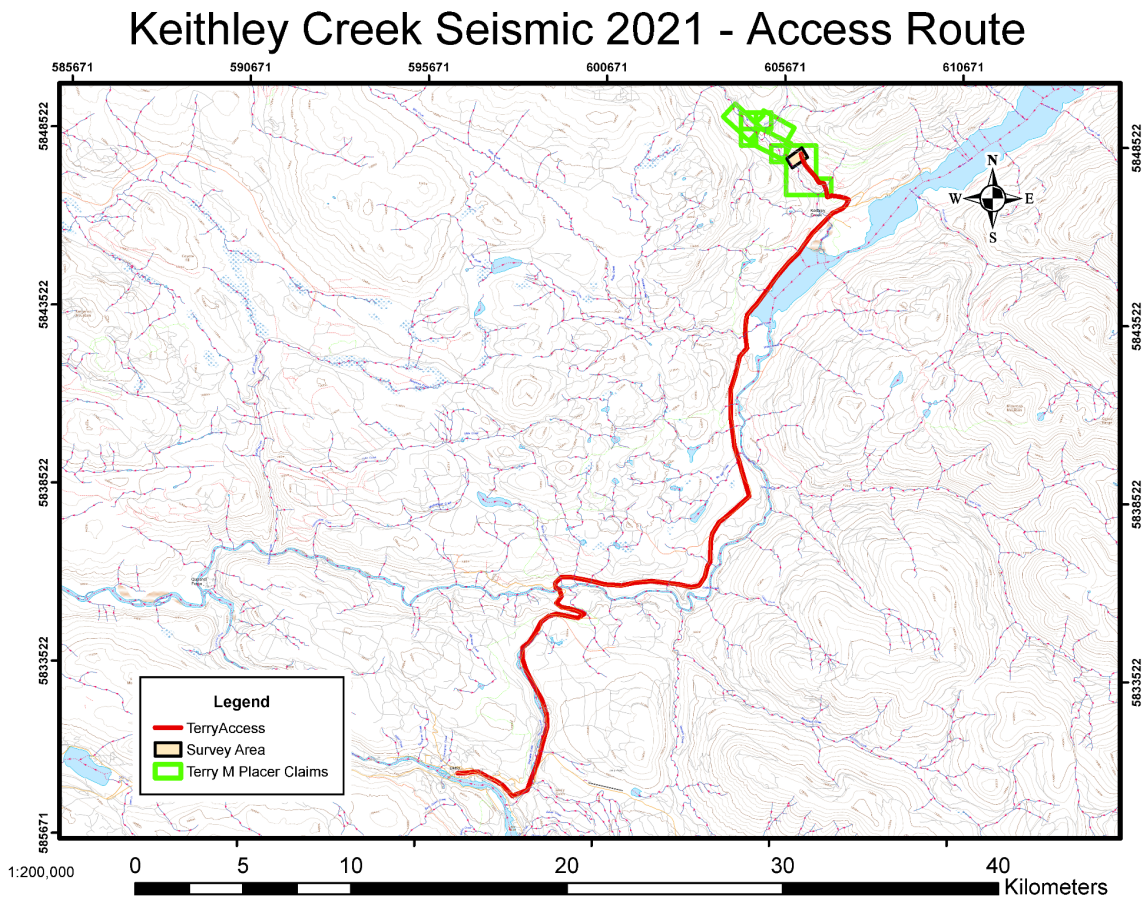 Keithley Creek Seismic 2021 - Access Route
585671 590671 595671 600671 605671 610671
5848522 5848522
N
W E
S
5843522 5843522
5838522 5838522
5833522 5833522
Legend
TerryAccess
Survey Area
Terry M Placer Claims
585671
1:200,000
0 5 10 20 30 40
Kilometers